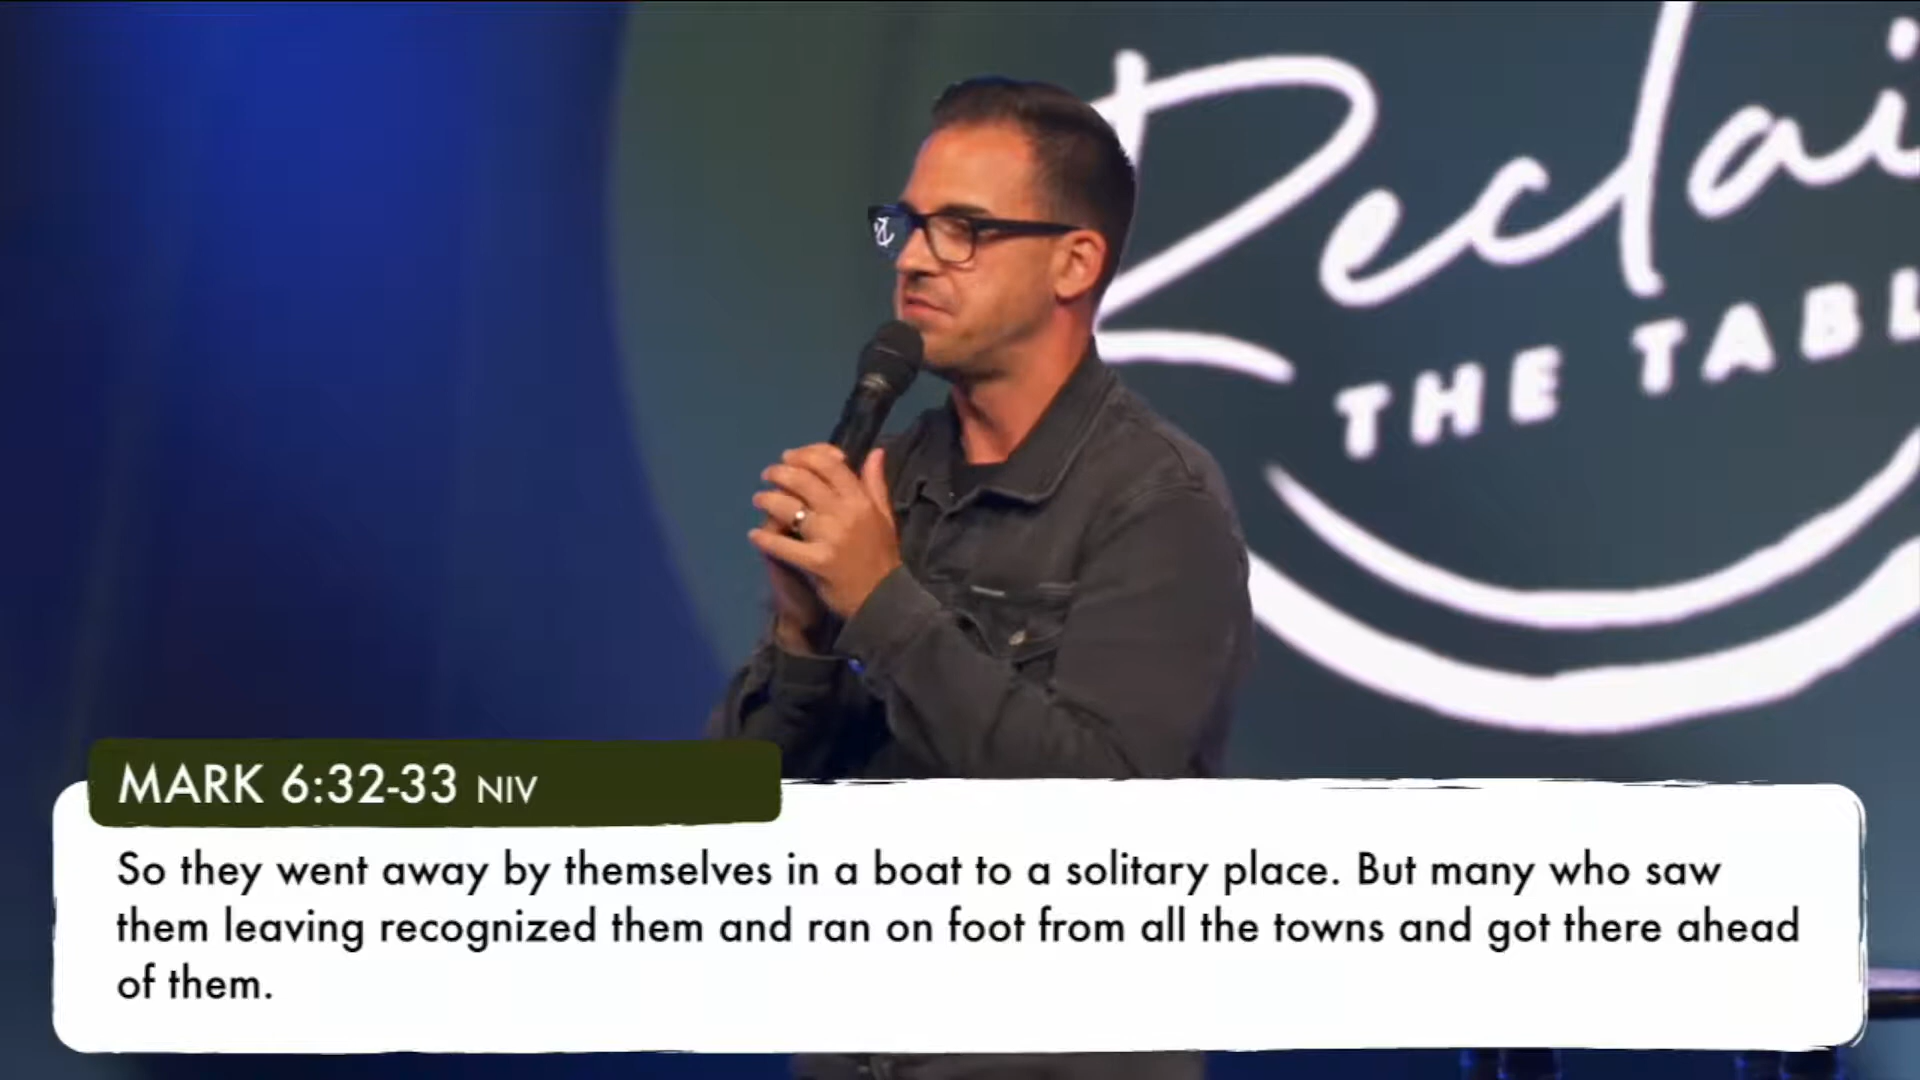 Reclai
THE TABL
MARK 6:32-33 NIV
So they went away by themselves in a boat to a solitary place. But many who saw
them leaving recognized them and ran on foot from all the towns and got there ahead
of them.